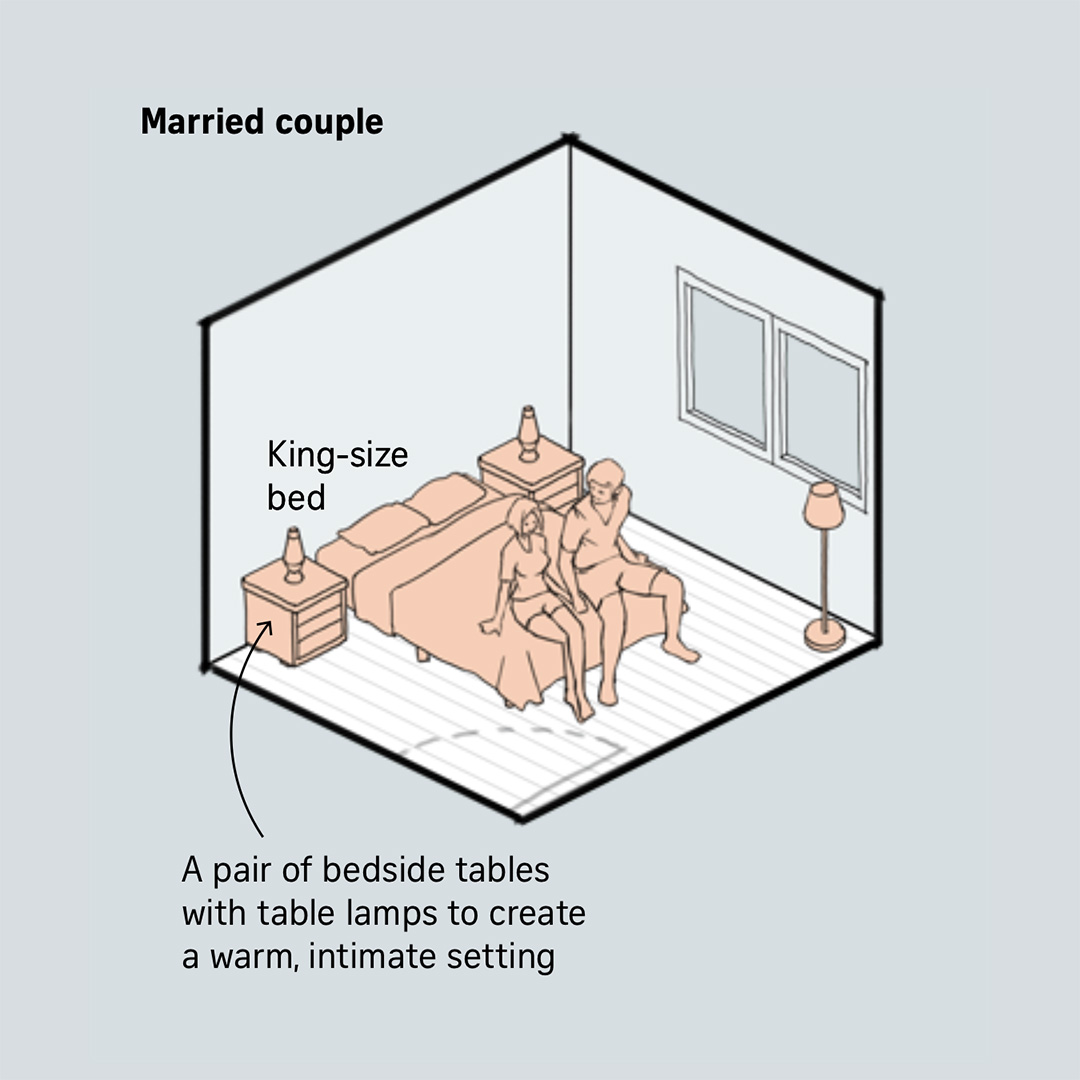 Married couple
King-size
bed
A pair of bedside tables
with table lamps to create
a warm, intimate setting